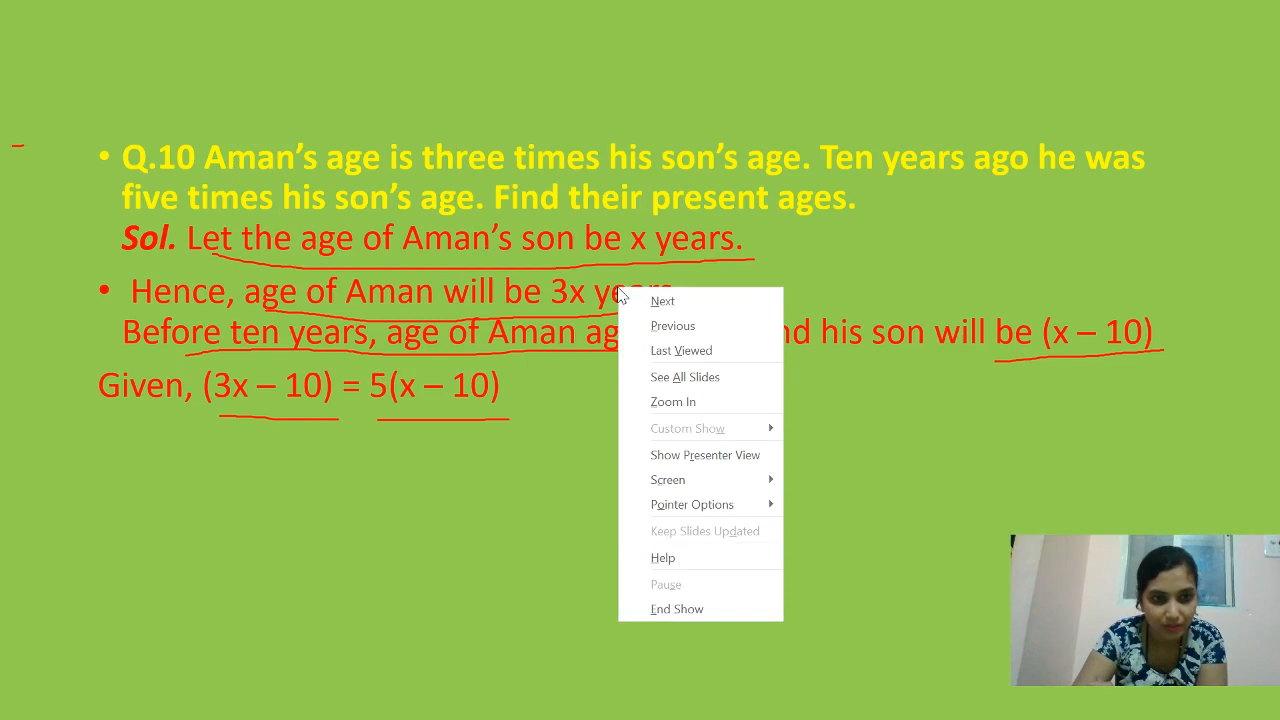 • Q.10 Aman’s age is three times his son’s age. Ten years ago he was
five times his son’s age. Find their present ages.
Sol. Let the age of Aman’s son be x years.
• Hence, age of Aman will be 3x years
Before ten years, age of Aman his son will be (x – 10)
Given, (3x – 10) = 5(x – 10)
Next
Previous
Last Viewed
See All Slides
Zoom In
Custom Show
Show Presenter View
Screen
Pointer Options
Keep Slides Updated
Help
Pause
End Show